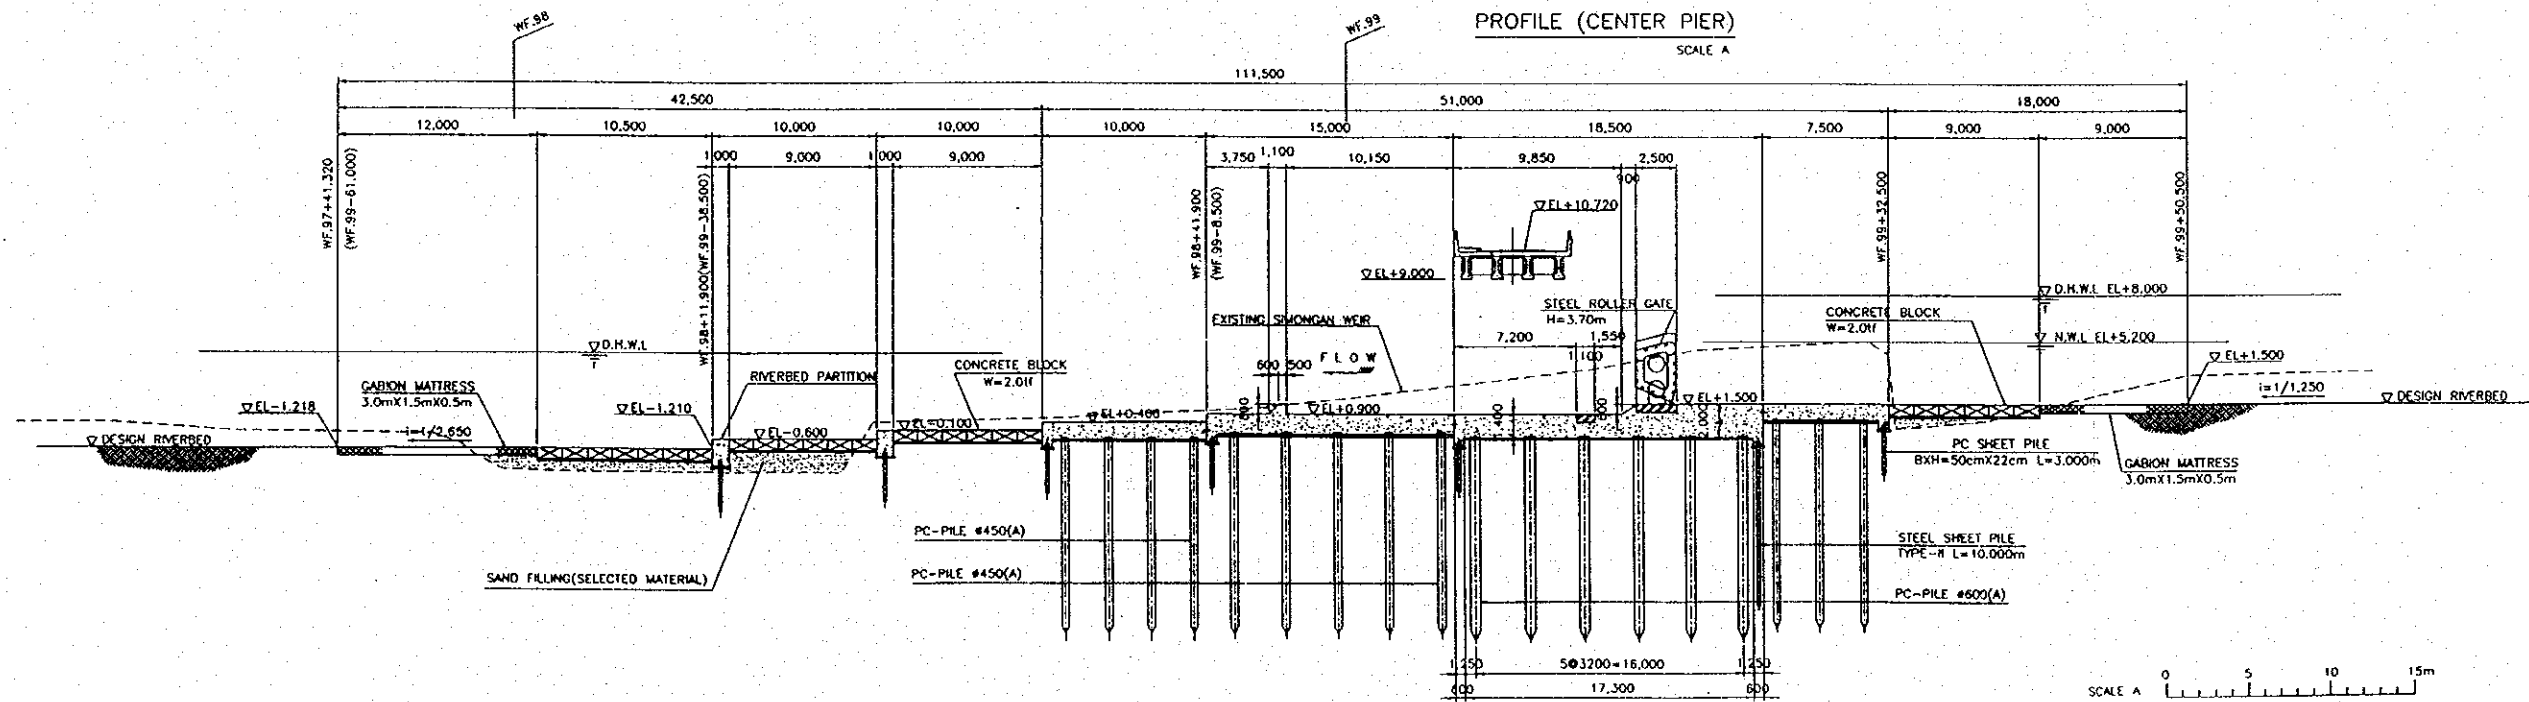 PROFILE (CENTER PIER)
SCALE A
WF.98
WF.99
111,500
42,500
51,000
18,000
12,000
10,500
10,000
10,000
10,000
15,000
18,500
7,500
9,000
9,000
1,000
9,000
1,000
9,000
3,750
1,100
10,150
9,850
2,500
900
WF.97+41.320
(WF.99-61.000)
WF.98+11.900(WF.99-38.500)
WF.98+41.900
(WF.99-8.500)
WF.99+32.500
WF.99+50.500
EL+10.720
EL+9.000
STEEL ROLLER GATE
H=3.70m
EXISTING SIMONGAN WEIR
FLOW
7,200
1,550
1,100
600
500
D.H.W.L EL+8,000
CONCRETE BLOCK
W=2.0tf
N.W.L EL+5,200
EL+1.500
i=1/1,250
DESIGN RIVERBED
D.H.W.L
GABION MATTRESS
3.0mX1.5mX0.5m
EL-1.218
EL-1.210
RIVERBED PARTITION
CONCRETE BLOCK
W=2.0tf
DESIGN RIVERBED
i=1/2,650
EL-0.600
EL-0.100
EL+0.400
EL+0.900
EL+1.500
2,000
PC SHEET PILE
BXH=50cmX22cm L=3.000m
GABION MATTRESS
3.0mX1.5mX0.5m
SAND FILLING(SELECTED MATERIAL)
PC-PILE #450(A)
PC-PILE #450(A)
STEEL SHEET PILE
L=10.000m
PC-PILE #600(A)
1,250
5@3200=16,000
1,250
600
17,300
600
SCALE A
0 5 10 15m